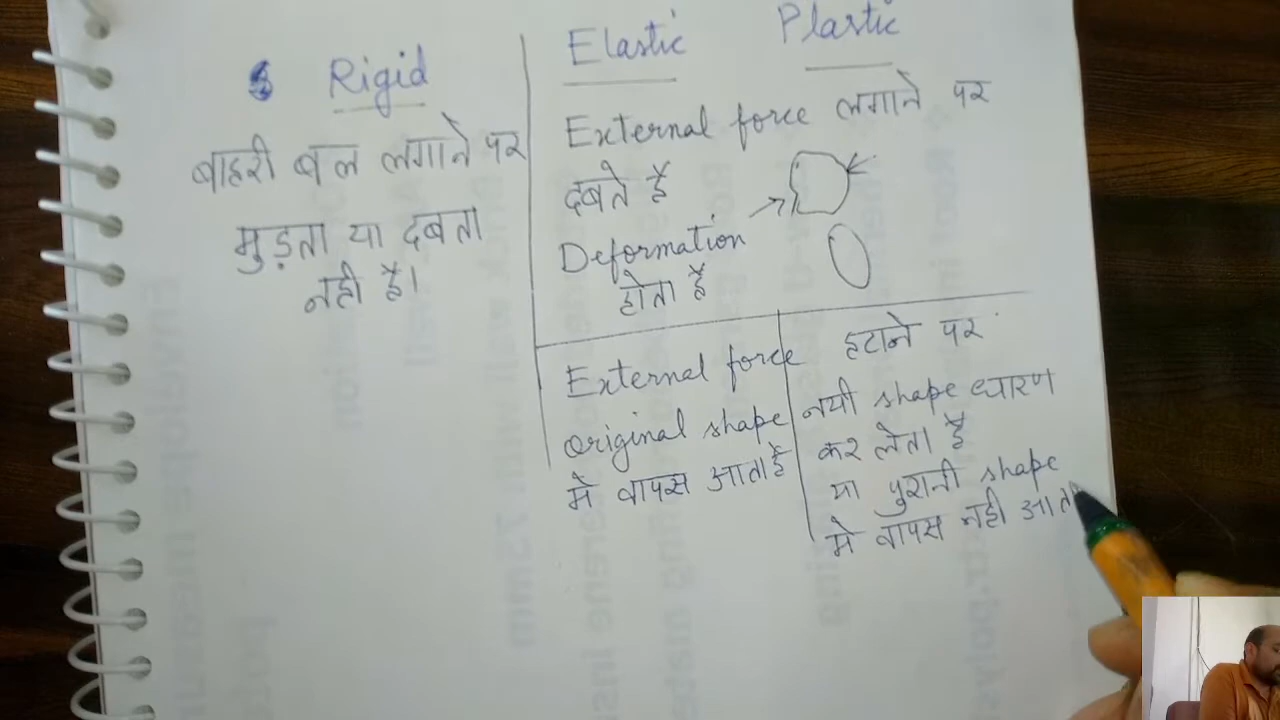 Rigid
बाहरी बल लगाने पर
मुड़ता या दबता
नही है।
Elastic
Plastic
External force लगाने पर
दबते है
Deformation
होता है
External force हटाने पर
original shape
मे वापस आता है
नयी shape धारण
कर लेता है
या पुरानी shape
मे वापस नही